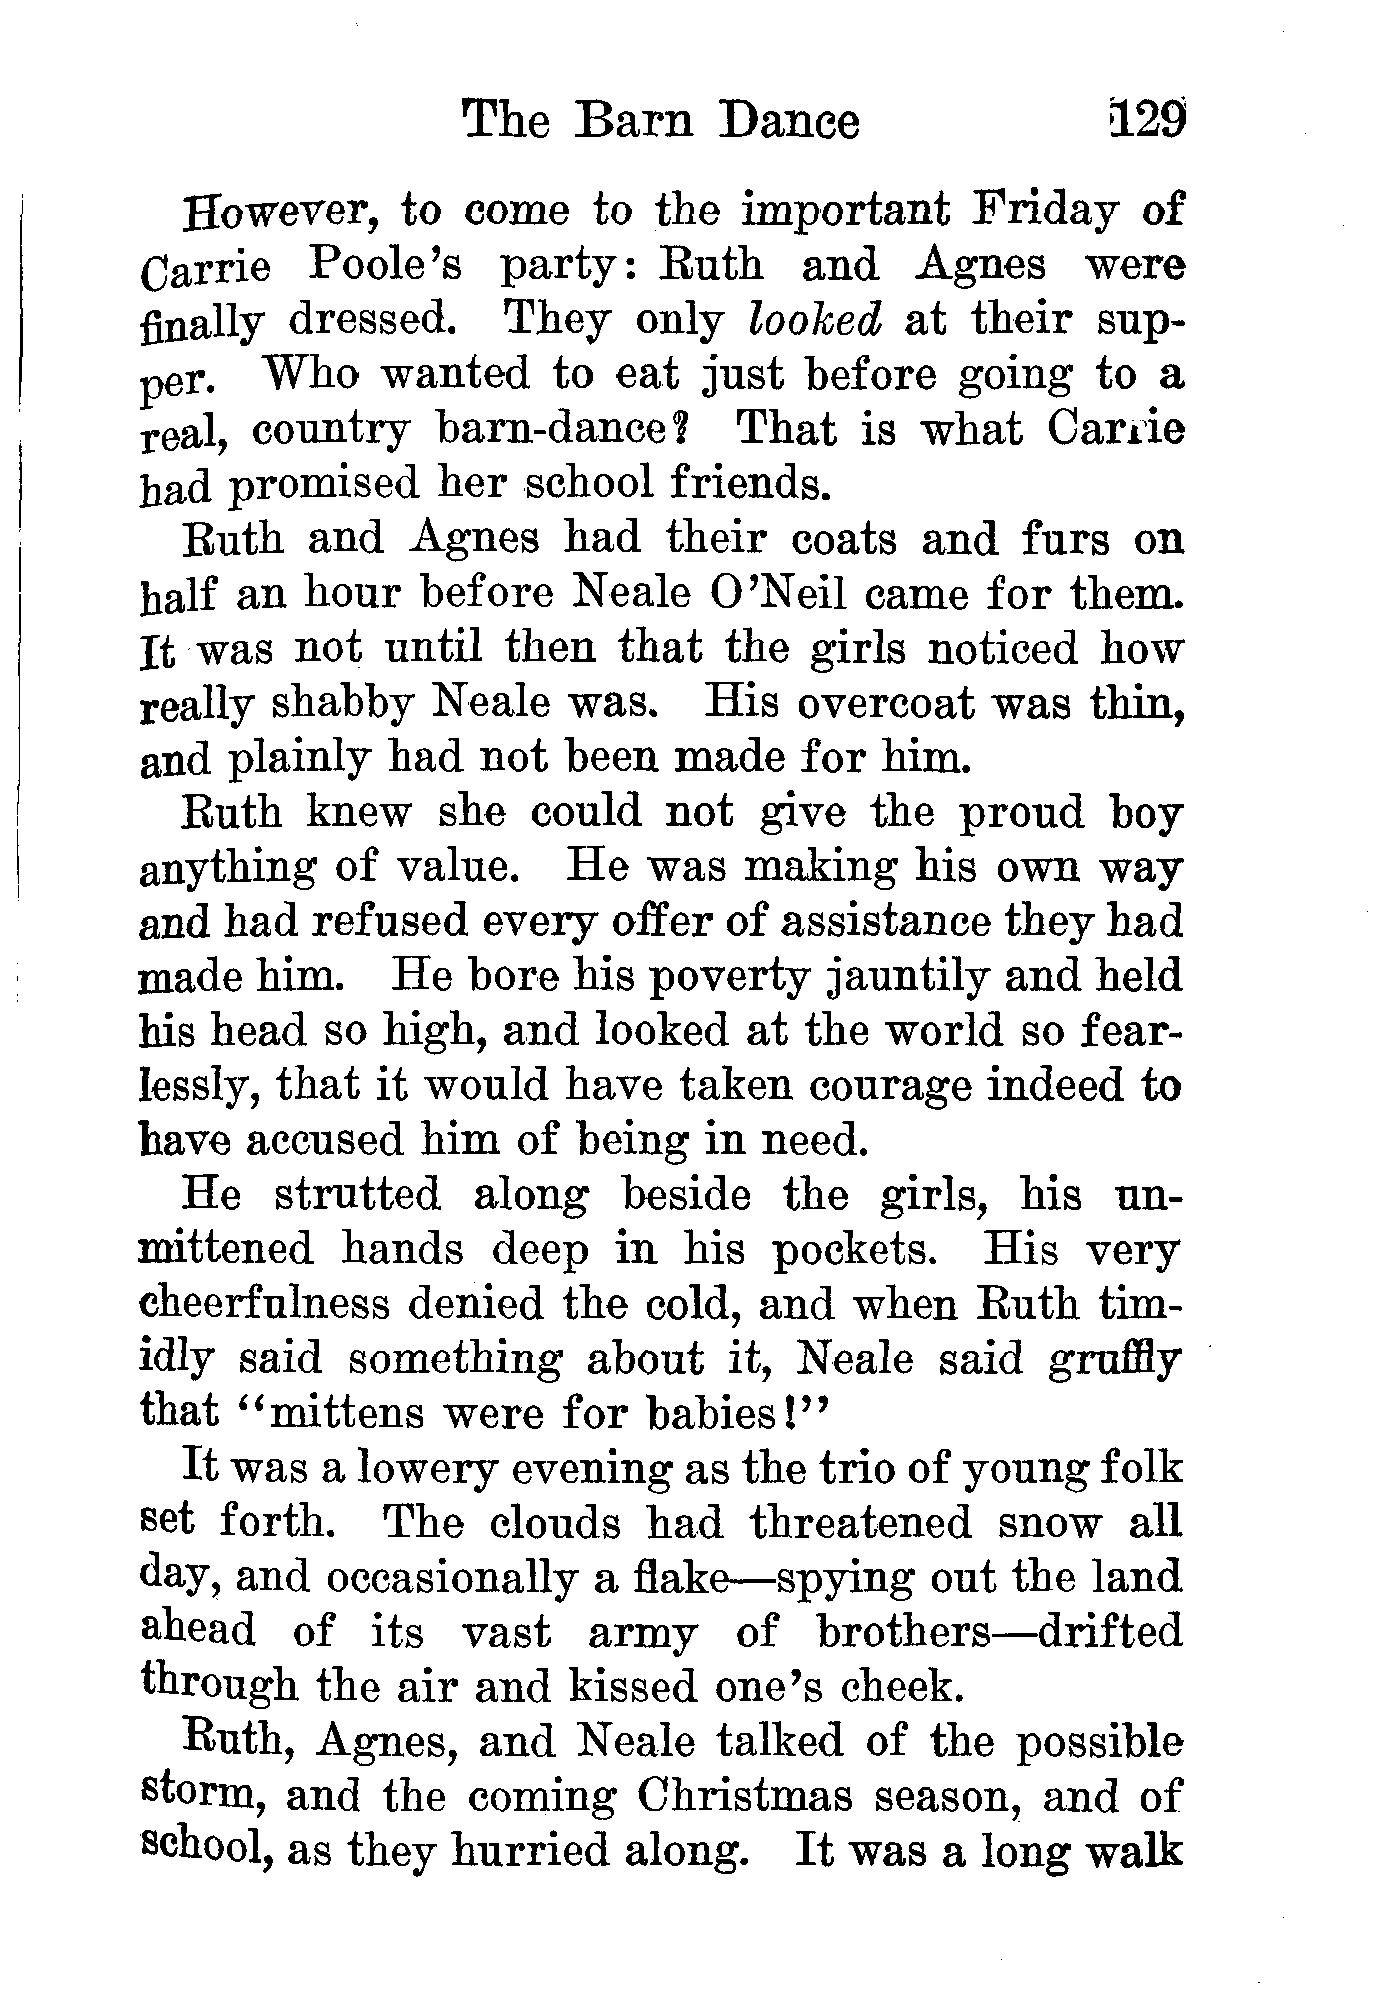 The Barn Dance 129
However, to come to the important Friday of
Carrie Poole's party: Ruth and Agnes were
finally dressed. They only looked at their sup-
per. Who wanted to eat just before going to a
real, country barn-dance? That is what Carrie
had promised her school friends.
Ruth and Agnes had their coats and furs on
half an hour before Neale O'Neil came for them.
It was not until then that the girls noticed how
really shabby Neale was. His overcoat was thin,
and plainly had not been made for him.
Ruth knew she could not give the proud boy
anything of value. He was making his own way
and had refused every offer of assistance they had
made him. He bore his poverty jauntily and held
his head so high, and looked at the world so fear-
lessly, that it would have taken courage indeed to
have accused him of being in need.
He strutted along beside the girls, his un-
mittened hands deep in his pockets. His very
cheerfulness denied the cold, and when Ruth tim-
idly said something about it, Neale said gruffly
that "mittens were for babies!"
It was a lowery evening as the trio of young folk
set forth. The clouds had threatened snow all
day, and occasionally a flake—spying out the land
ahead of its vast army of brothers—drifted
through the air and kissed one's cheek.
Ruth, Agnes, and Neale talked of the possible
storm, and the coming Christmas season, and of
school, as they hurried along. It was a long walk